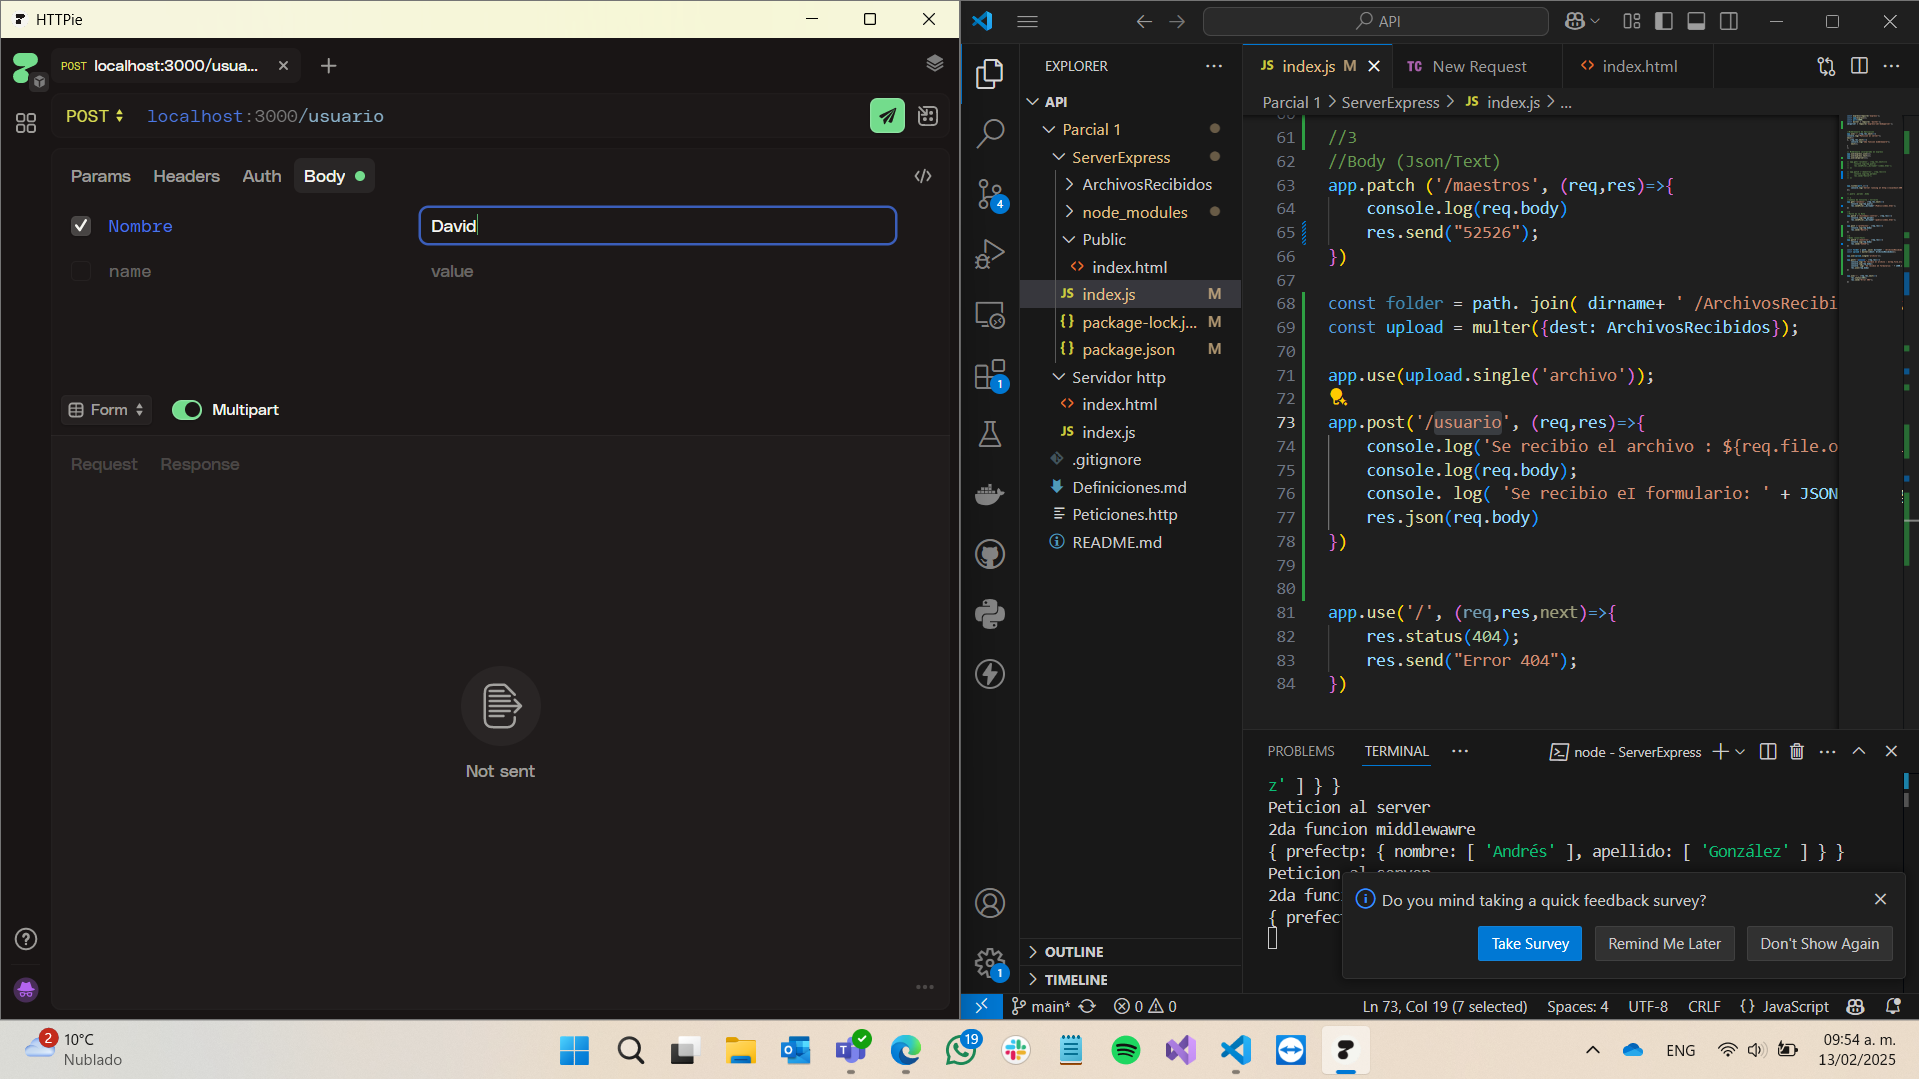 HTTPie
POST localhost:3000/usua...
POST localhost:3000/usuario
Params Headers Auth Body
Nombre David
name value
Form Multipart
Request Response
Not sent
API
EXPLORER
API
Parcial 1
ServerExpress
ArchivosRecibidos
node_modules
Public
index.html
JS index.js M
{} package-lock.j... M
{} package.json M
Servidor http
index.html
JS index.js
.gitignore
Definiciones.md
Peticiones.http
README.md
OUTLINE
TIMELINE
4
1
1
JS index.js M
TC New Request
index.html
Parcial 1 > ServerExpress > JS index.js > ...
61 //3
62 //Body (Json/Text)
63 app.patch ('/maestros', (req,res)=>{
64 console.log(req.body)
65 res.send("52526");
66 })
67
68 const folder = path. join( dirname+ ' /ArchivosRecibi
69 const upload = multer({dest: ArchivosRecibidos});
70
71 app.use(upload.single('archivo'));
72
73 app.post('/usuario', (req,res)=>{
74 console.log('Se recibio el archivo : ${req.file.o
75 console.log(req.body);
76 console. log( 'Se recibio eI formulario: ' + JSON
77 res.json(req.body)
78 })
79
80
81 app.use('/', (req,res,next)=>{
82 res.status(404);
83 res.send("Error 404");
84 })
PROBLEMS TERMINAL ...
node - ServerExpress
z' ] } }
Peticion al server
2da funcion middlewawre
{ prefectp: { nombre: [ 'Andrés' ], apellido: [ 'González' ] } }
Peticion al server
2da funci
{ prefect
Do you mind taking a quick feedback survey?
Take Survey
Remind Me Later
Don't Show Again
main* 0 0
Ln 73, Col 19 (7 selected)
Spaces: 4
UTF-8
CRLF
{} JavaScript
2
10°C
Nublado
19
ENG
09:54 a. m.
13/02/2025